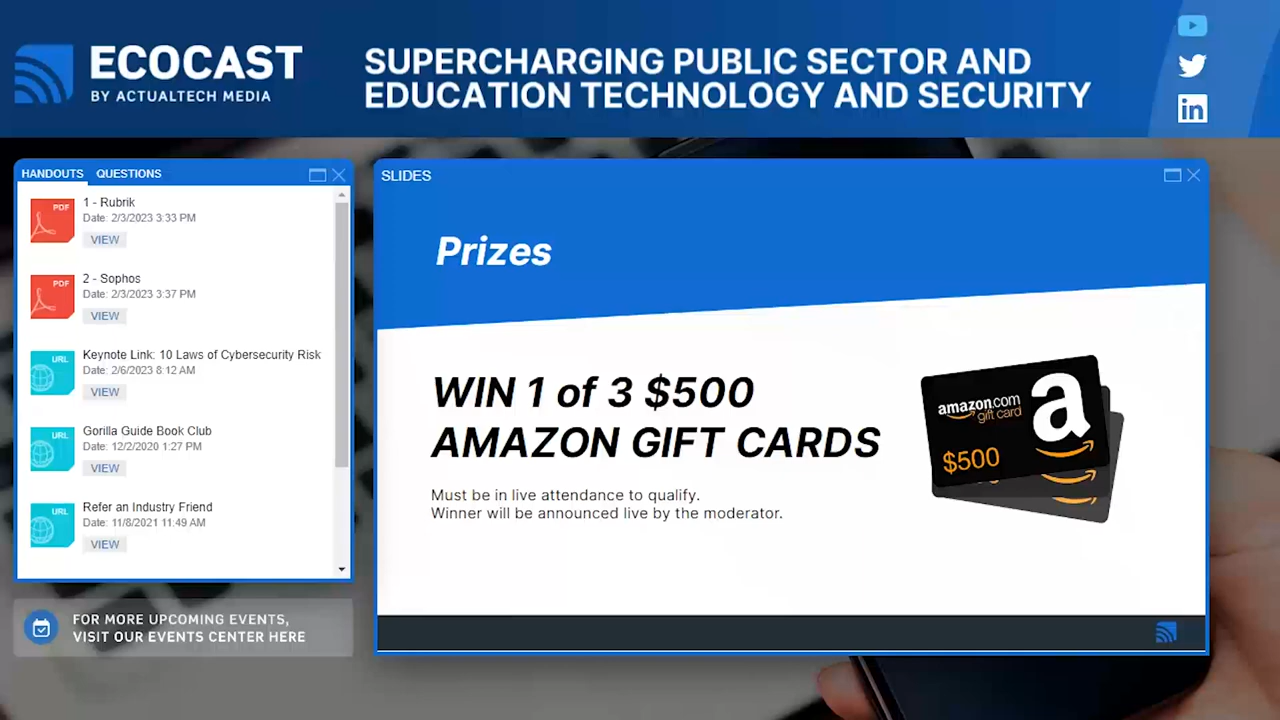 ECOCAST
BY ACTUALTECH MEDIA
SUPERCHARGING PUBLIC SECTOR AND
EDUCATION TECHNOLOGY AND SECURITY
in
HANDOUTS QUESTIONS
PDF
1 - Rubrik
Date: 2/3/2023 3:33 PM
VIEW
PDF
2 - Sophos
Date: 2/3/2023 3:37 PM
VIEW
URL
Keynote Link: 10 Laws of Cybersecurity Risk
Date: 2/6/2023 8:12 AM
VIEW
URL
Gorilla Guide Book Club
Date: 12/2/2020 1:27 PM
VIEW
URL
Refer an Industry Friend
Date: 11/8/2021 11:49 AM
VIEW
FOR MORE UPCOMING EVENTS,
VISIT OUR EVENTS CENTER HERE
SLIDES
Prizes
WIN 1 of 3 $500
AMAZON GIFT CARDS
Must be in live attendance to qualify.
Winner will be announced live by the moderator.
amazon.com
gift card
a
$500